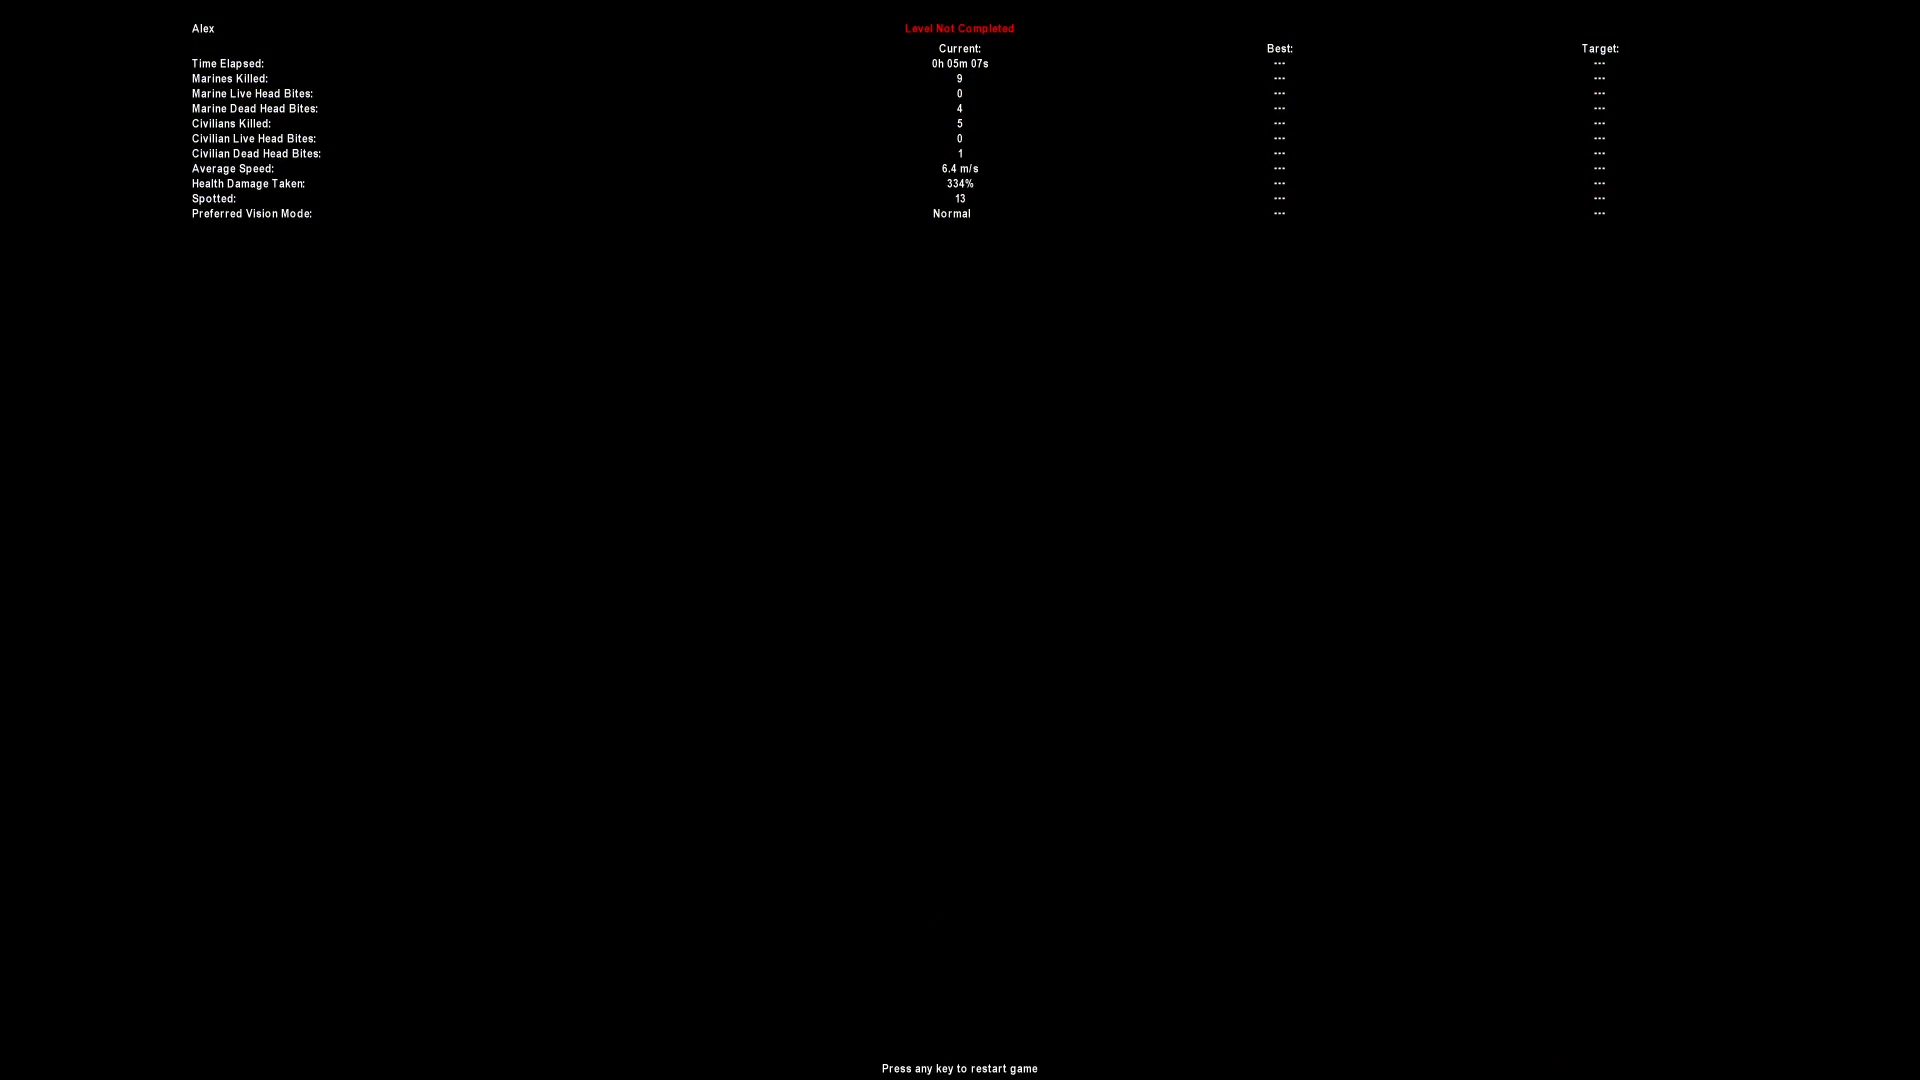 Alex Level Not Completed
Current: Best: Target:
Time Elapsed: 0h 05m 07s --- ---
Marines Killed: 9 --- ---
Marine Live Head Bites: 0 --- ---
Marine Dead Head Bites: 4 --- ---
Civilians Killed: 5 --- ---
Civilian Live Head Bites: 0 --- ---
Civilian Dead Head Bites: 1 --- ---
Average Speed: 6.4 m/s --- ---
Health Damage Taken: 334% --- ---
Spotted: 13 --- ---
Preferred Vision Mode: Normal --- ---
Press any key to restart game